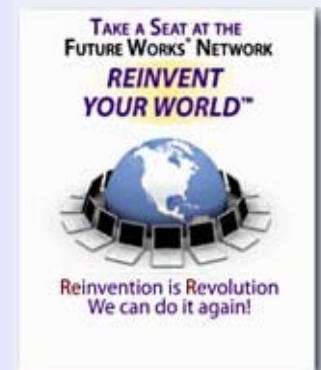 TAKE A SEAT AT THE
FUTURE WORKS® NETWORK
REINVENT
YOUR WORLD™
Reinvention is Revolution
We can do it again!